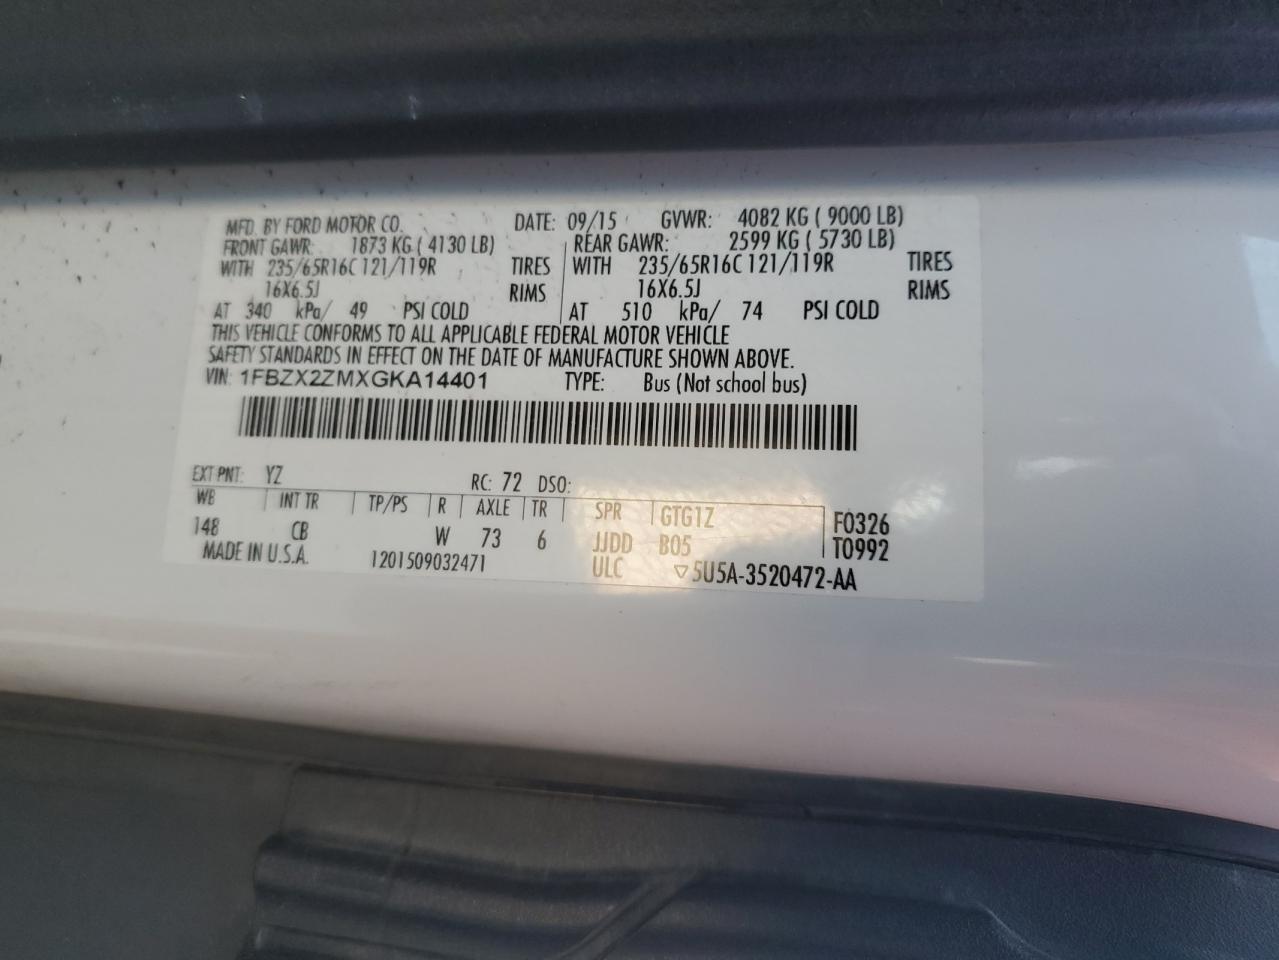 MFD. BY FORD MOTOR CO. DATE: 09/15 GVWR: 4082 KG ( 9000 LB)
FRONT GAWR: 1873 KG ( 4130 LB) REAR GAWR: 2599 KG ( 5730 LB)
WITH 235/65R16C 121/119R TIRES WITH 235/65R16C 121/119R TIRES
16X6.5J RIMS 16X6.5J RIMS
AT 340 kPa/ 49 PSI COLD AT 510 kPa/ 74 PSI COLD
THIS VEHICLE CONFORMS TO ALL APPLICABLE FEDERAL MOTOR VEHICLE
SAFETY STANDARDS IN EFFECT ON THE DATE OF MANUFACTURE SHOWN ABOVE.
VIN: 1FBZX2ZMXGKA14401 TYPE: Bus (Not school bus)
EXT PNT: YZ RC: 72 DSO:
WB INT TR TP/PS R AXLE TR SPR GTG1Z F0326
148 CB W 73 6 JJDD B05 T0992
MADE IN U.S.A. 1201509032471 ULC ▽5U5A-3520472-AA